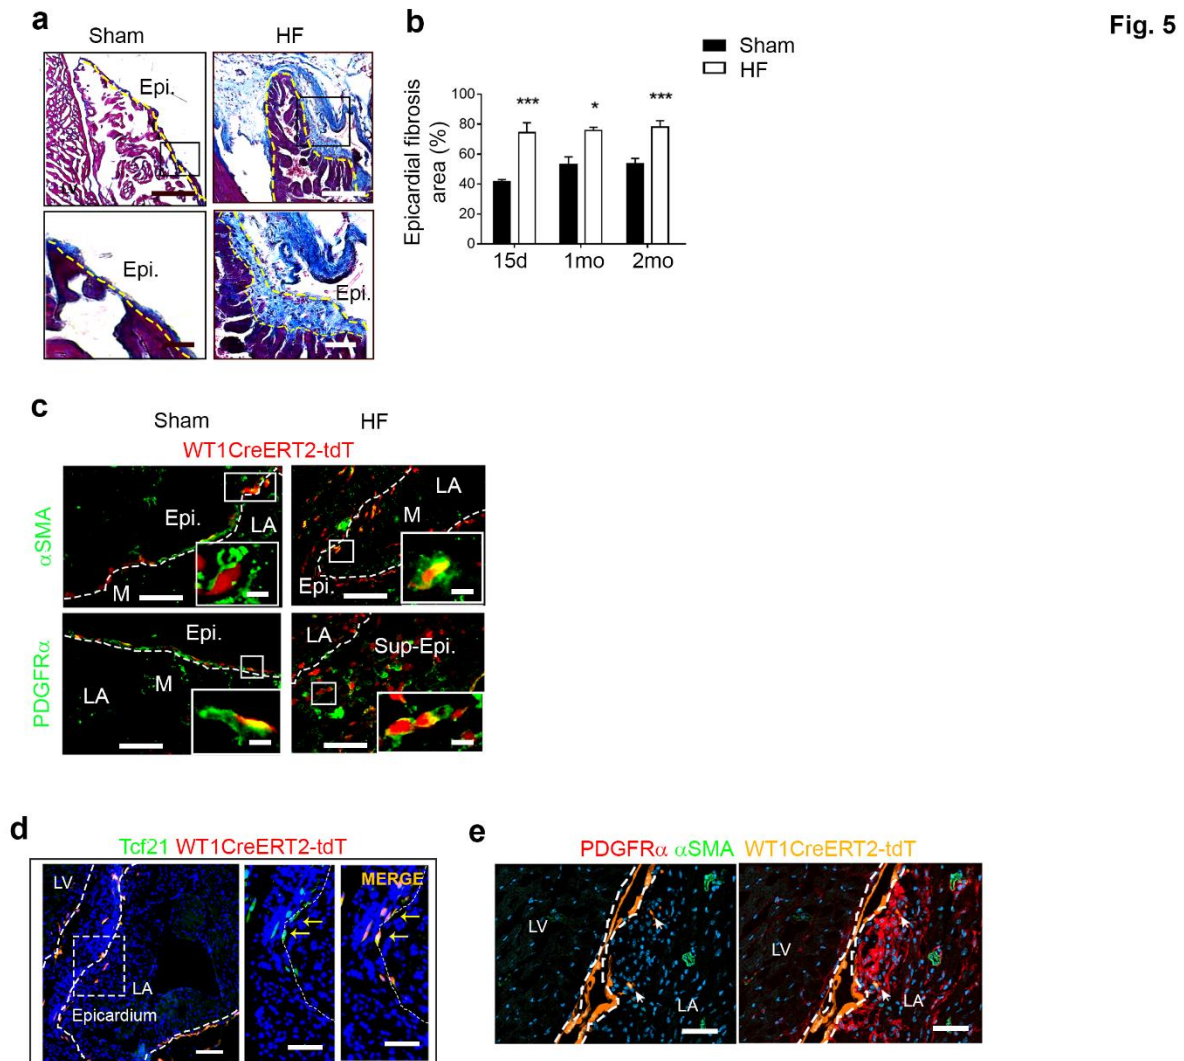 Fig. 5
a
Sham
HF
Epi.
LV
Epi.
Epi.
b
Sham
HF
Epicardial fibrosis
area (%)
100
80
60
40
20
0
***
*
***
15d
1mo
2mo
c
Sham
HF
WT1CreERT2-tdT
αSMA
Epi.
LA
M
LA
M
Epi.
PDGFRα
Epi.
LA
M
LA
Sup-Epi.
d
Tcf21 WT1CreERT2-tdT
LV
LA
Epicardium
MERGE
e
PDGFRα αSMA WT1CreERT2-tdT
LV
LA
LV
LA